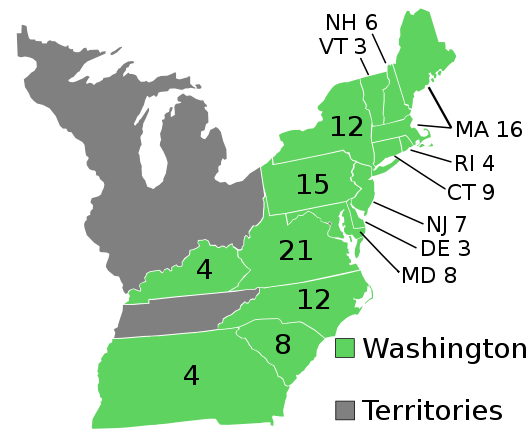 NH 6
VT 3
12
MA 16
15
RI 4
CT 9
NJ 7
21
DE 3
4
MD 8
12
8
Washington
4
Territories